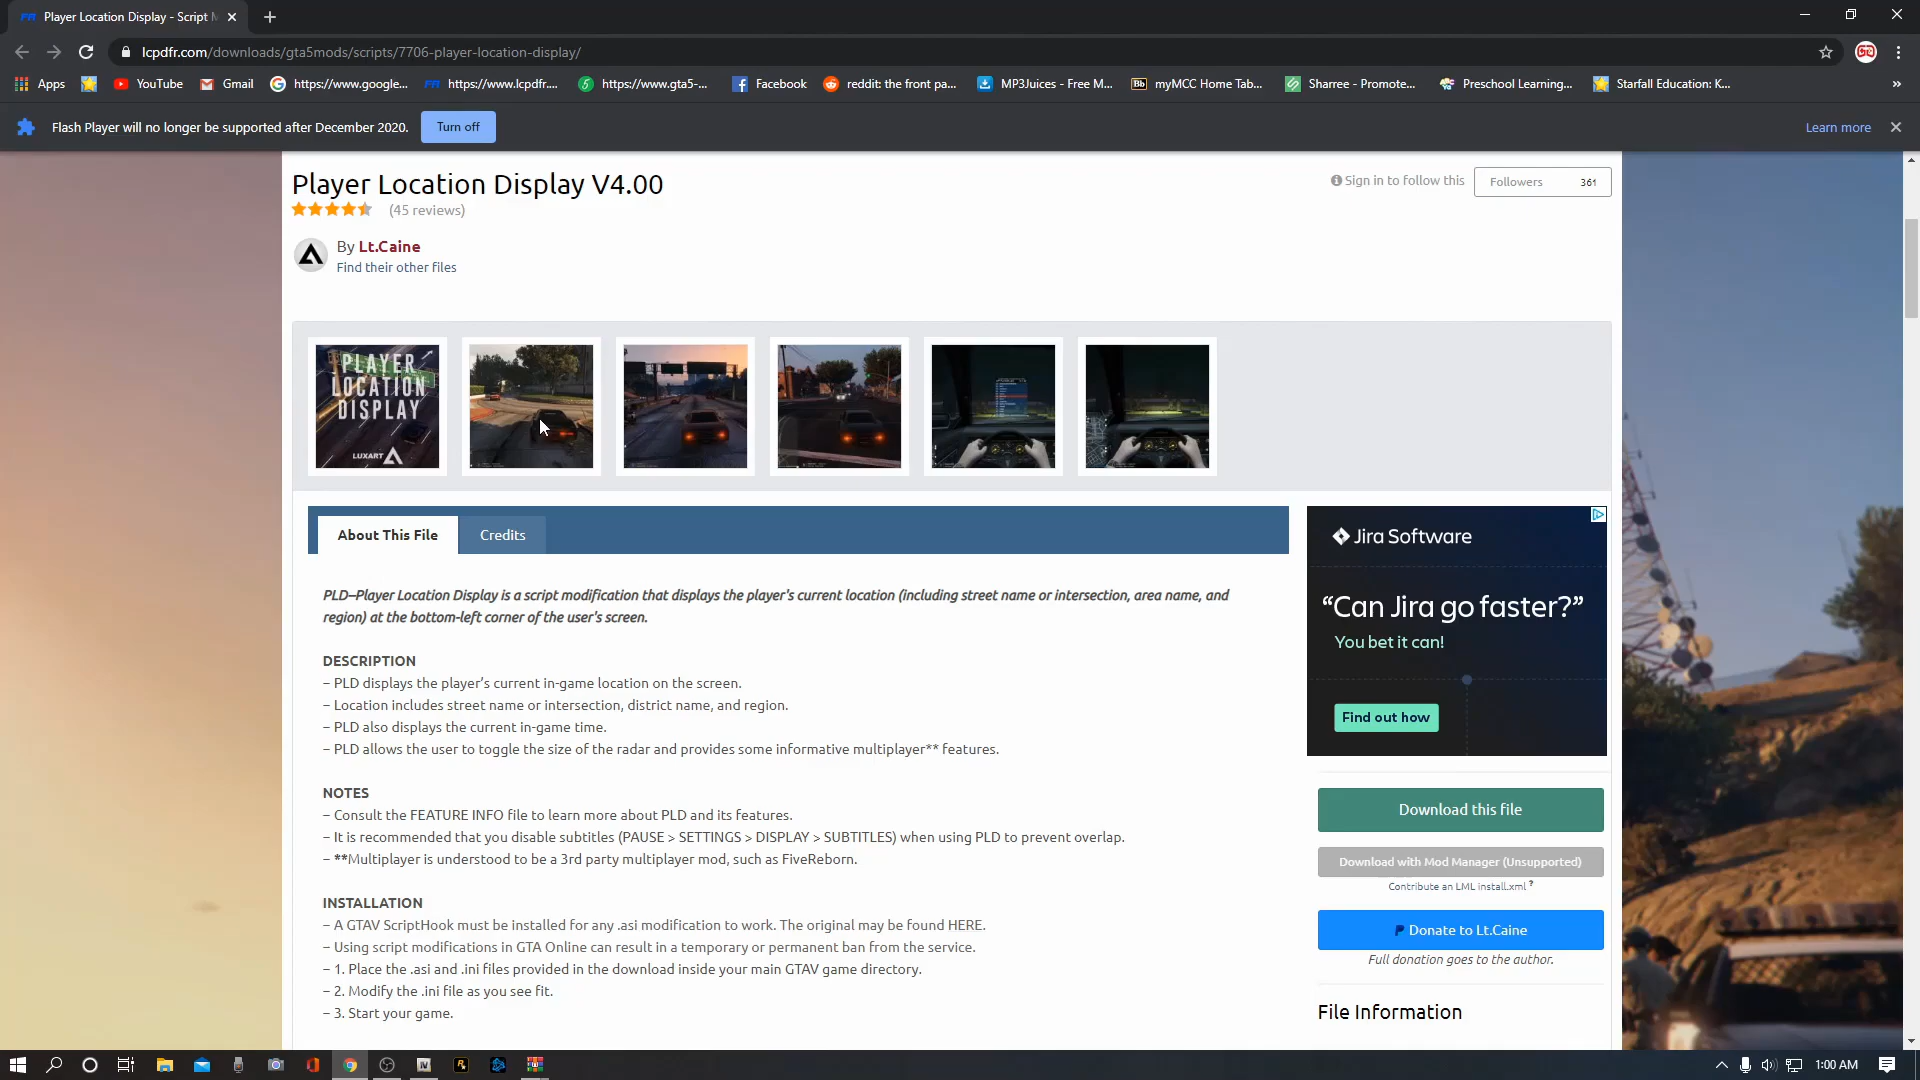 Player Location Display - Script M
lcpdfr.com/downloads/gta5mods/scripts/7706-player-location-display/
Apps
YouTube
Gmail
https://www.google...
https://www.lcpdfr....
https://www.gta5-...
Facebook
reddit: the front pa...
MP3Juices - Free M...
Bb myMCC Home Tab...
Sharree - Promote...
Preschool Learning...
Starfall Education: K...
»
Flash Player will no longer be supported after December 2020.
Turn off
Learn more
Player Location Display V4.00
Sign in to follow this
Followers 361
(45 reviews)
By Lt.Caine
Find their other files
PLAYER
LOCATION
DISPLAY
LUXART
About This File
Credits
PLD–Player Location Display is a script modification that displays the player's current location (including street name or intersection, area name, and
region) at the bottom-left corner of the user's screen.
DESCRIPTION
– PLD displays the player's current in-game location on the screen.
– Location includes street name or intersection, district name, and region.
– PLD also displays the current in-game time.
– PLD allows the user to toggle the size of the radar and provides some informative multiplayer** features.
NOTES
– Consult the FEATURE INFO file to learn more about PLD and its features.
– It is recommended that you disable subtitles (PAUSE > SETTINGS > DISPLAY > SUBTITLES) when using PLD to prevent overlap.
– **Multiplayer is understood to be a 3rd party multiplayer mod, such as FiveReborn.
INSTALLATION
– A GTAV ScriptHook must be installed for any .asi modification to work. The original may be found HERE.
– Using script modifications in GTA Online can result in a temporary or permanent ban from the service.
– 1. Place the .asi and .ini files provided in the download inside your main GTAV game directory.
– 2. Modify the .ini file as you see fit.
– 3. Start your game.
Jira Software
“Can Jira go faster?”
You bet it can!
Find out how
Download this file
Download with Mod Manager (Unsupported)
Contribute an LML install.xml ?
Donate to Lt.Caine
Full donation goes to the author.
File Information
1:00 AM